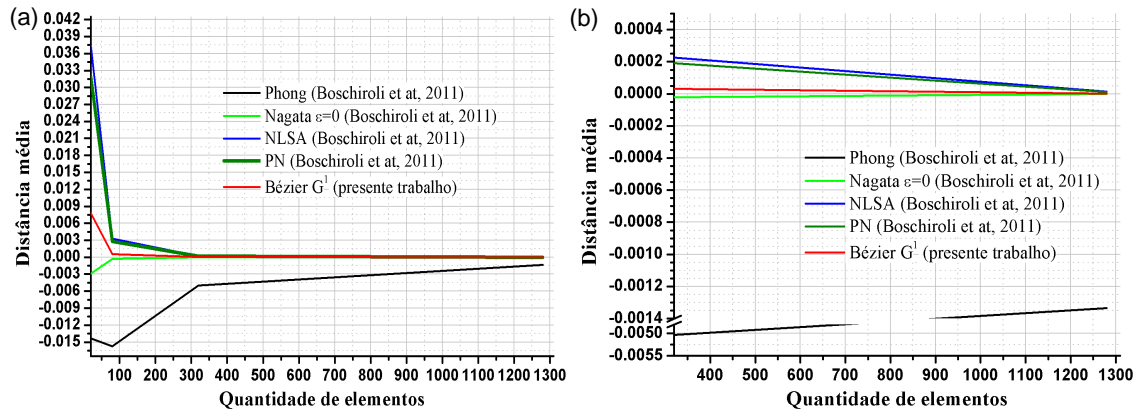 (a)
0.042
0.039
0.036
0.033
0.030
0.027
0.024
0.021
0.018
0.015
0.012
0.009
0.006
0.003
0.000
-0.003
-0.006
-0.009
-0.012
-0.015
Distância média
Phong (Boschiroli et at, 2011)
Nagata ε=0 (Boschiroli et at, 2011)
NLSA (Boschiroli et at, 2011)
PN (Boschiroli et at, 2011)
Bézier G¹ (presente trabalho)
100 200 300 400 500 600 700 800 900 1000 1100 1200 1300
Quantidade de elementos
(b)
0.0004
0.0002
0.0000
-0.0002
-0.0004
-0.0006
-0.0008
-0.0010
-0.0012
-0.0014
-0.0050
-0.0055
Distância média
Phong (Boschiroli et at, 2011)
Nagata ε=0 (Boschiroli et at, 2011)
NLSA (Boschiroli et at, 2011)
PN (Boschiroli et at, 2011)
Bézier G¹ (presente trabalho)
400 500 600 700 800 900 1000 1100 1200 1300
Quantidade de elementos